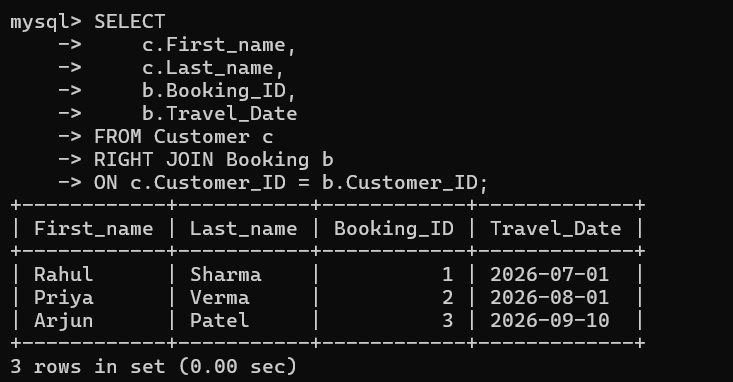 mysql> SELECT
    ->     c.First_name,
    ->     c.Last_name,
    ->     b.Booking_ID,
    ->     b.Travel_Date
    -> FROM Customer c
    -> RIGHT JOIN Booking b
    -> ON c.Customer_ID = b.Customer_ID;
+------------+-----------+------------+-------------+
| First_name | Last_name | Booking_ID | Travel_Date |
+------------+-----------+------------+-------------+
| Rahul      | Sharma    |          1 | 2026-07-01  |
| Priya      | Verma     |          2 | 2026-08-01  |
| Arjun      | Patel     |          3 | 2026-09-10  |
+------------+-----------+------------+-------------+
3 rows in set (0.00 sec)